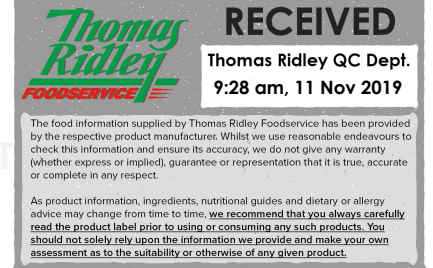 Thomas
Ridley
FOODSERVICE
RECEIVED
Thomas Ridley QC Dept.
9:28 am, 11 Nov 2019
The food information supplied by Thomas Ridley Foodservice has been provided
by the respective product manufacturer. Whilst we use reasonable endeavours to
check this information and ensure its accuracy, we do not give any warranty
(whether express or implied), guarantee or representation that it is true, accurate
or complete in any respect.
As product information, ingredients, nutritional guides and dietary or allergy
advice may change from time to time, we recommend that you always carefully
read the product label prior to using or consuming any such products. You
should not solely rely upon the information we provide and make your own
assessment as to the suitability or otherwise of any given product.